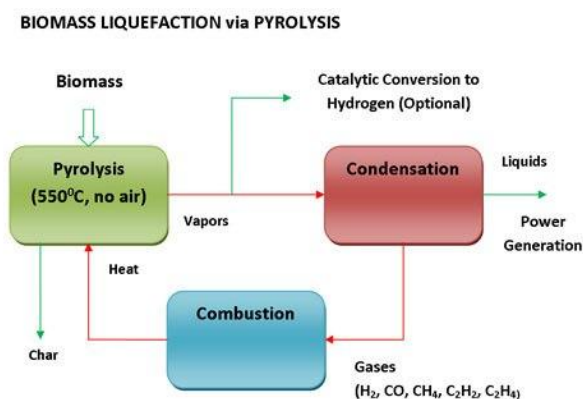 BIOMASS LIQUEFACTION via PYROLYSIS
Biomass
Catalytic Conversion to
Hydrogen (Optional)
Pyrolysis
(550⁰C, no air)
Vapors
Condensation
Liquids
Power
Generation
Heat
Combustion
Char
Gases
(H₂, CO, CH₄, C₂H₂, C₂H₄)